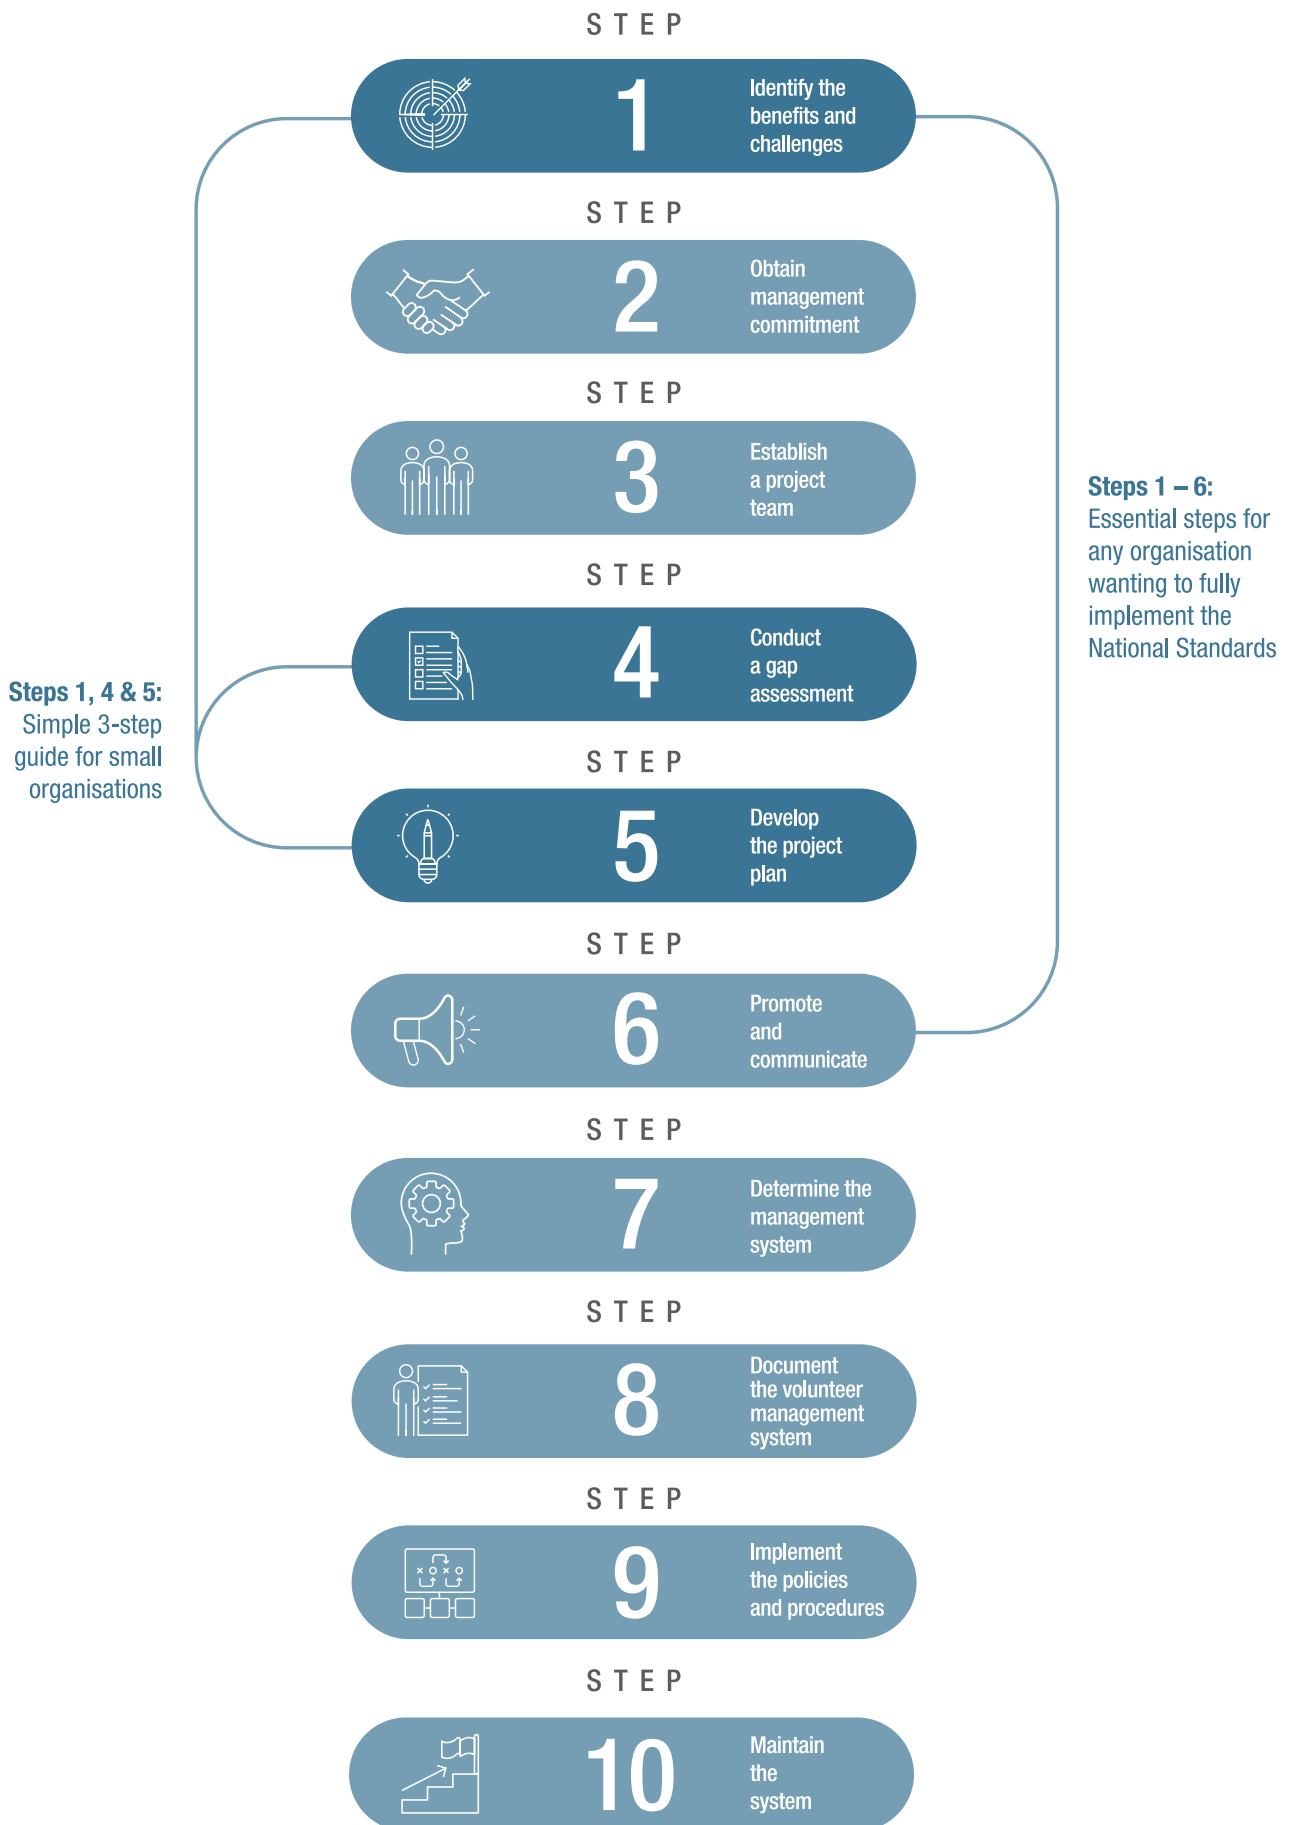 STEP
1
Identify the
benefits and
challenges
STEP
2
Obtain
management
commitment
STEP
3
Establish
a project
team
Steps 1 – 6:
Essential steps for
any organisation
wanting to fully
implement the
National Standards
STEP
4
Conduct
a gap
assessment
Steps 1, 4 & 5:
Simple 3-step
guide for small
organisations
STEP
5
Develop
the project
plan
STEP
6
Promote
and
communicate
STEP
7
Determine the
management
system
STEP
8
Document
the volunteer
management
system
STEP
9
Implement
the policies
and procedures
STEP
10
Maintain
the
system